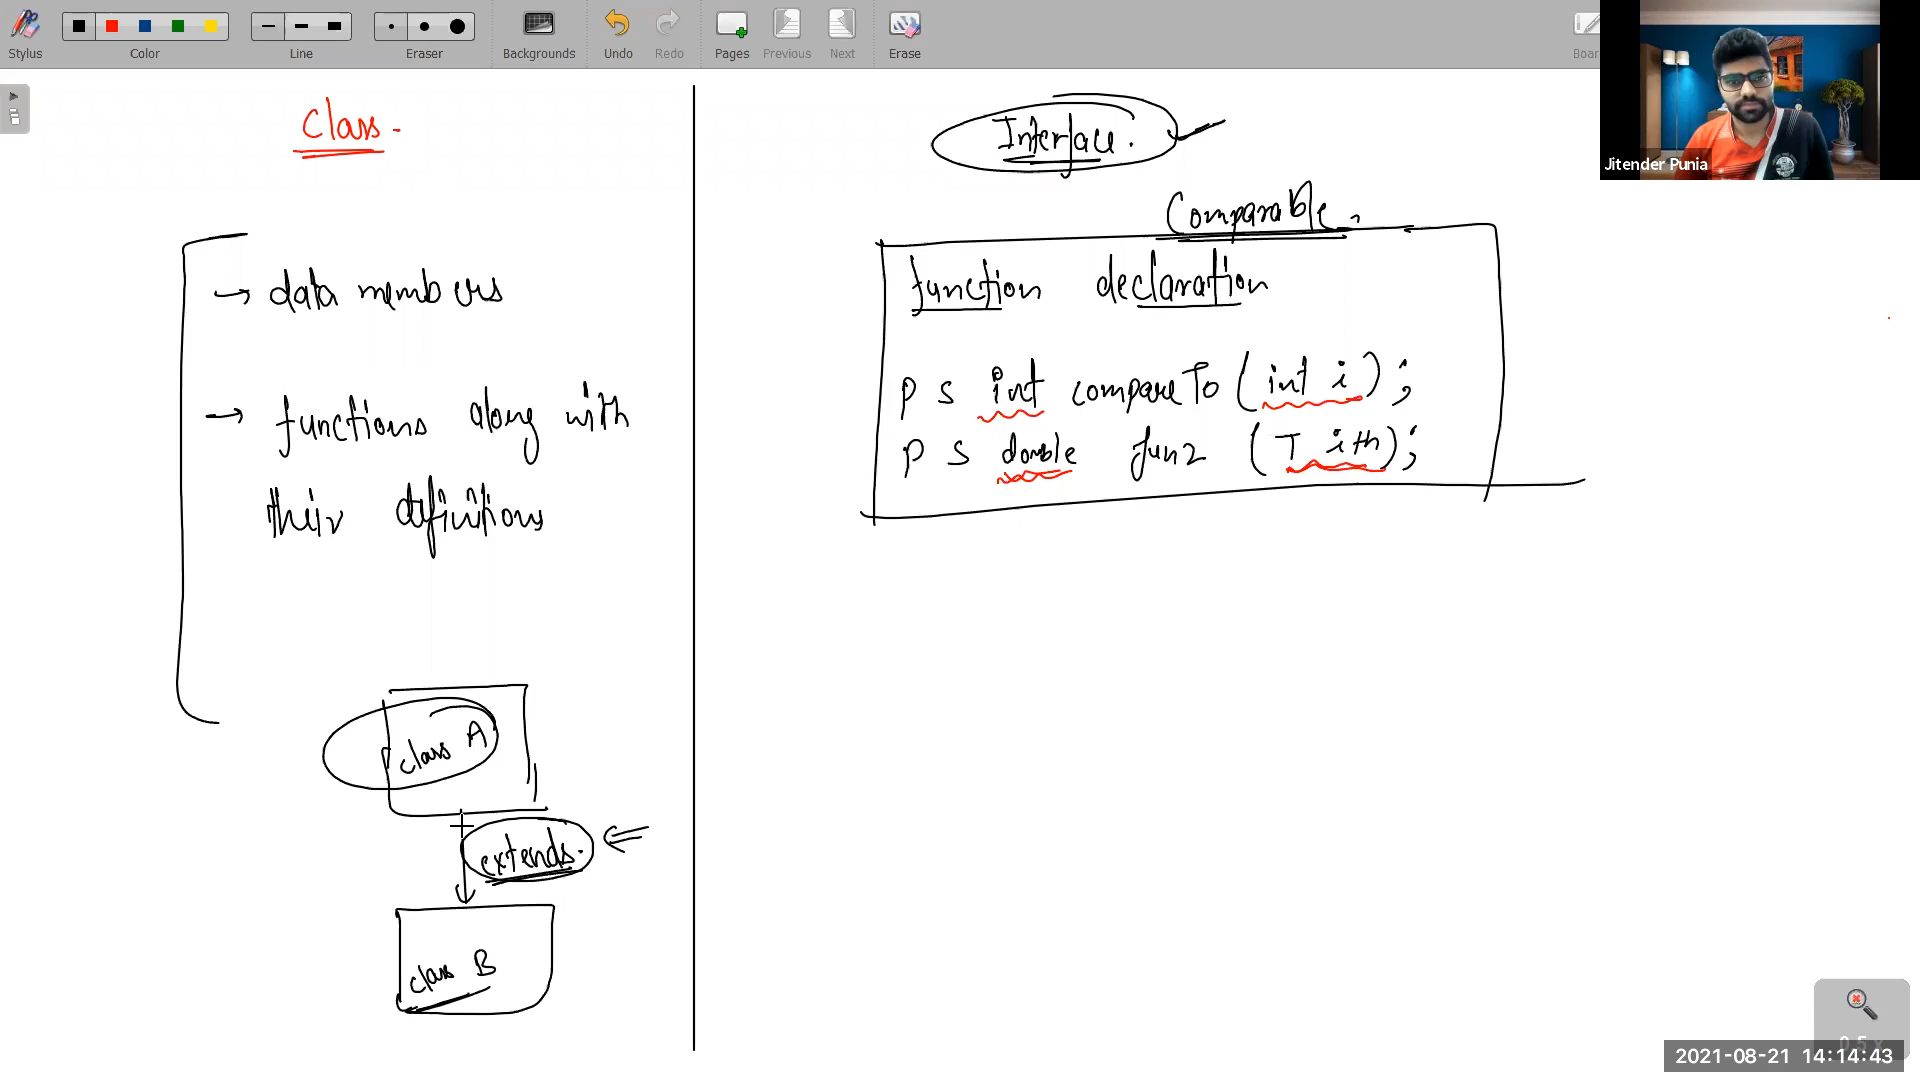 Stylus
Color
Line
Eraser
Backgrounds
Undo
Redo
Pages
Previous
Next
Erase
Jitender Punia
Class.
→ data members
→ functions along with
their definitions
class A
extends.
class B
Interface.
Comparable
function declaration
p s int compareTo (int i);
p s double fun2 (T ith);
0.5 x
2021-08-21 14:14:43